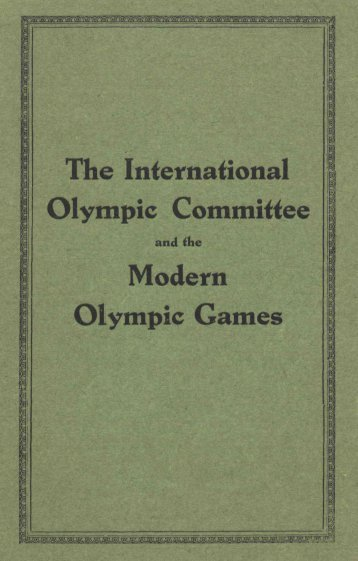 The International
Olympic Committee
and the
Modern
Olympic Games